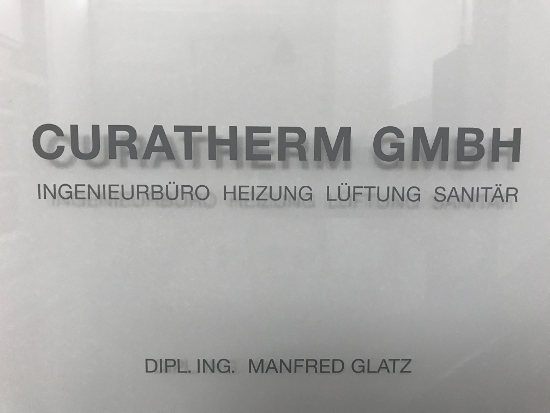 CURATHERM GMBH
INGENIEURBÜRO HEIZUNG LÜFTUNG SANITÄR
DIPL. ING. MANFRED GLATZ